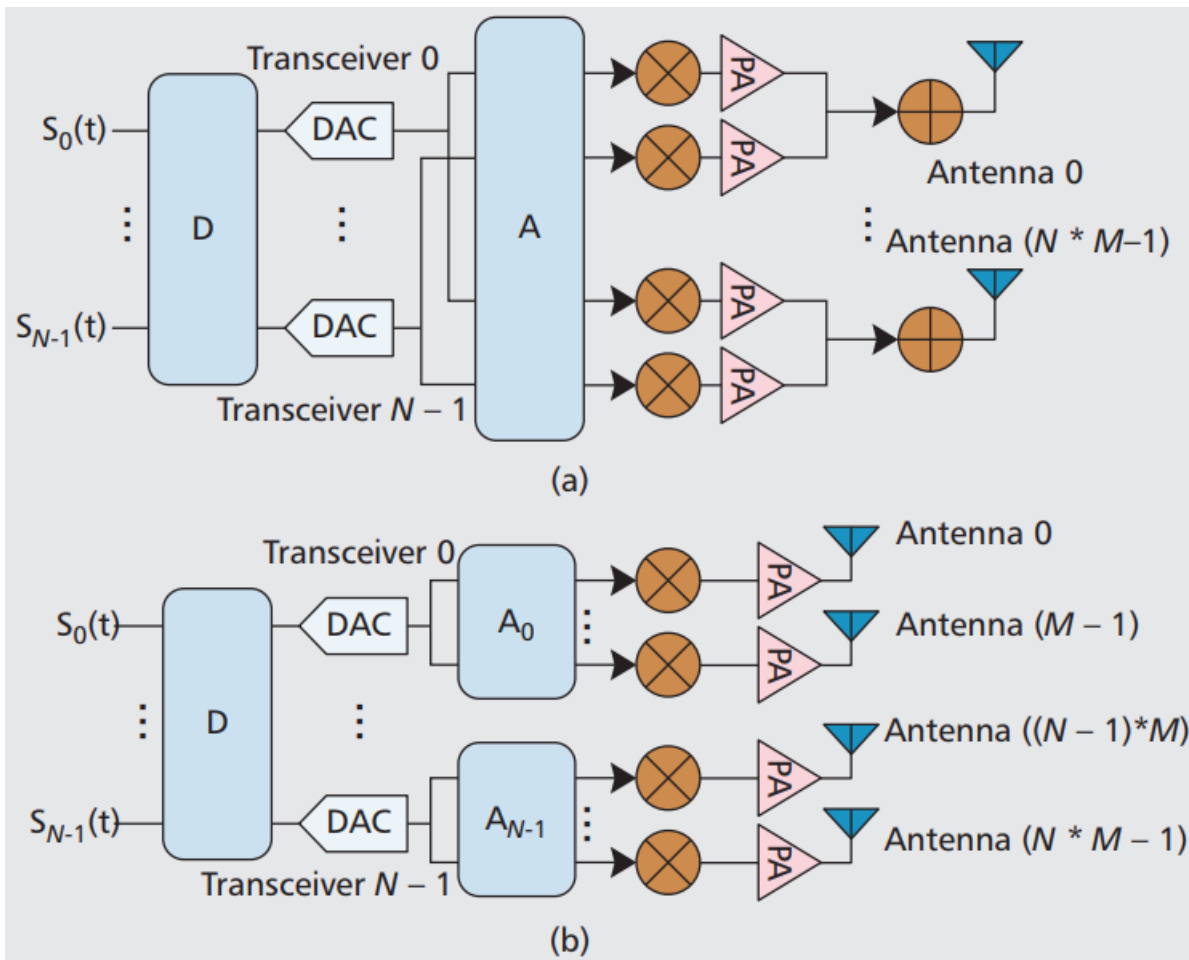 Transceiver 0
S0(t)
DAC
PA
PA
D
A
Antenna 0
Antenna (N * M–1)
SN-1(t)
DAC
PA
PA
Transceiver N – 1
(a)
Transceiver 0
Antenna 0
S0(t)
DAC
A0
PA
PA
Antenna (M – 1)
D
Antenna ((N – 1)*M)
SN-1(t)
DAC
AN-1
PA
PA
Antenna (N * M – 1)
Transceiver N – 1
(b)